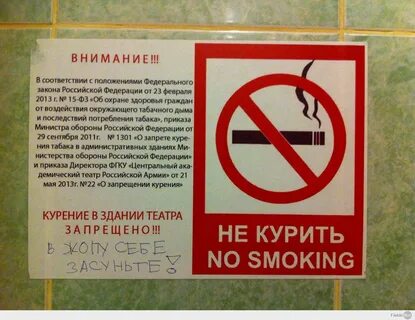 ВНИМАНИЕ!!!
В соответствии с положениями Федерального
закона Российской Федерации от 23 февраля
2013 г. № 15-ФЗ «Об охране здоровья граждан
от воздействия окружающего табачного дыма
и последствий потребления табака», приказа
Министра обороны Российской Федерации от
29 сентября 2011г. № 1301 «О запрете куре-
ния табака в административных зданиях Ми-
нистерства обороны Российской Федерации»
и приказа Директора ФГКУ «Центральный ака-
демический театр Российской Армии» от 21
мая 2013г. №22 «О запрещении курения»
КУРЕНИЕ В ЗДАНИИ ТЕАТРА
ЗАПРЕЩЕНО!!!
В ЖОПУ СЕБЕ
ЗАСУНЬТЕ!
НЕ КУРИТЬ
NO SMOKING